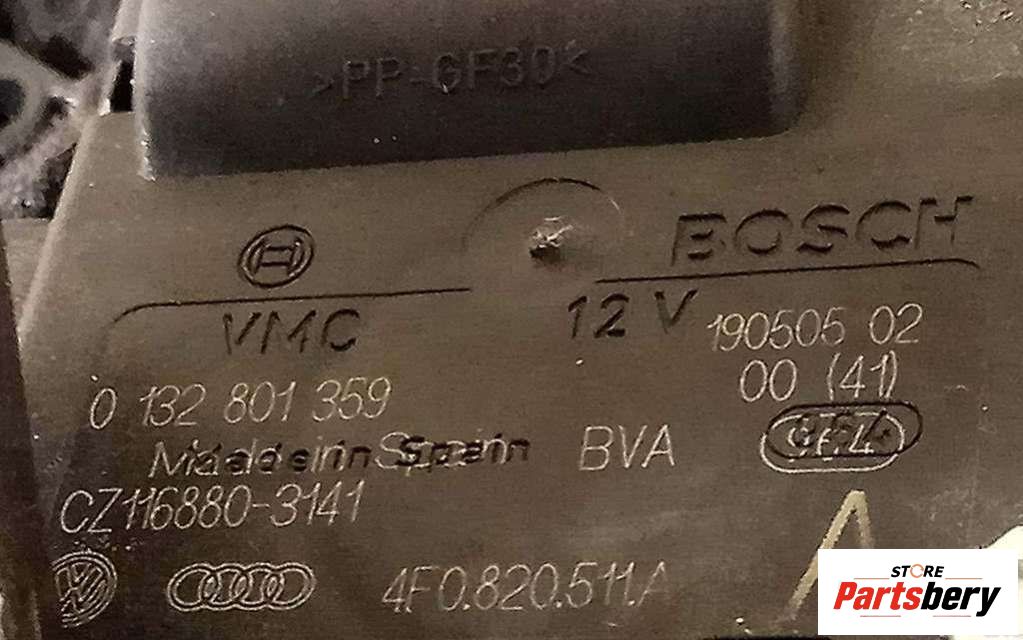 >PP-GF30<
BOSCH
VMC 12 V
190505 02
0 132 801 359 00 (41)
Made in Spain BVA
CZ116880-3141
4F0.820.511.A
STORE
Partsbery